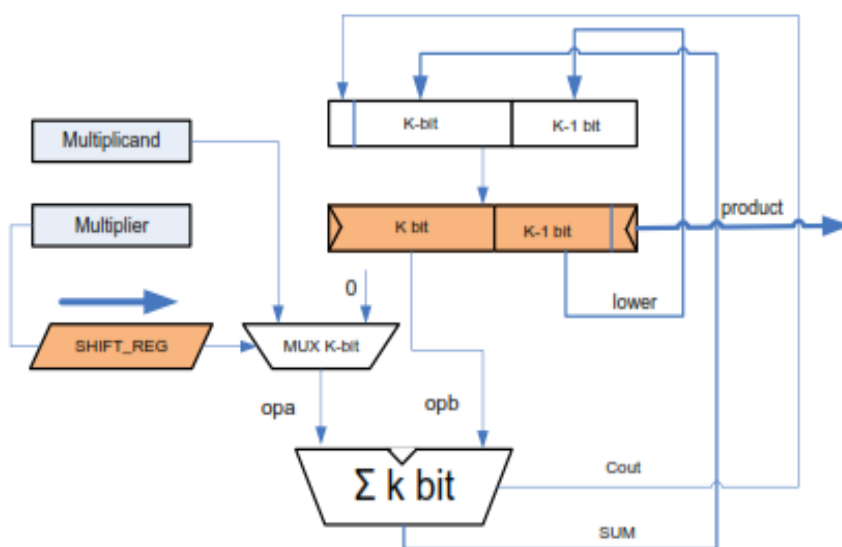 K-bit
K-1 bit
Multiplicand
Multiplier
K bit
K-1 bit
product
0
lower
SHIFT_REG
MUX K-bit
opa
opb
Σ k bit
Cout
SUM